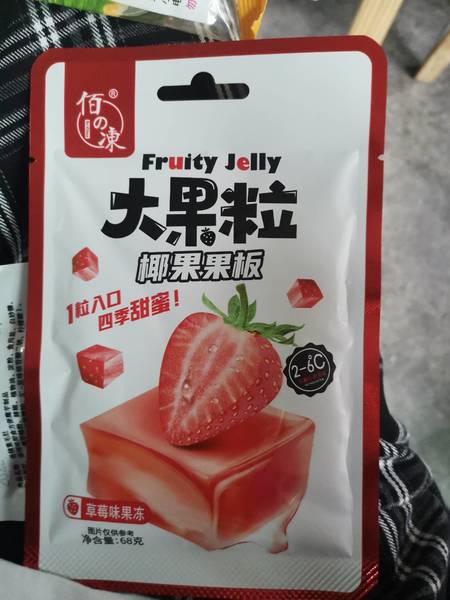 佰の凍®
Fruity Jelly
大果粒
椰果果板
1粒入口
四季甜蜜!
2-6℃
草莓味果冻
图片仅供参考
净含量:68克